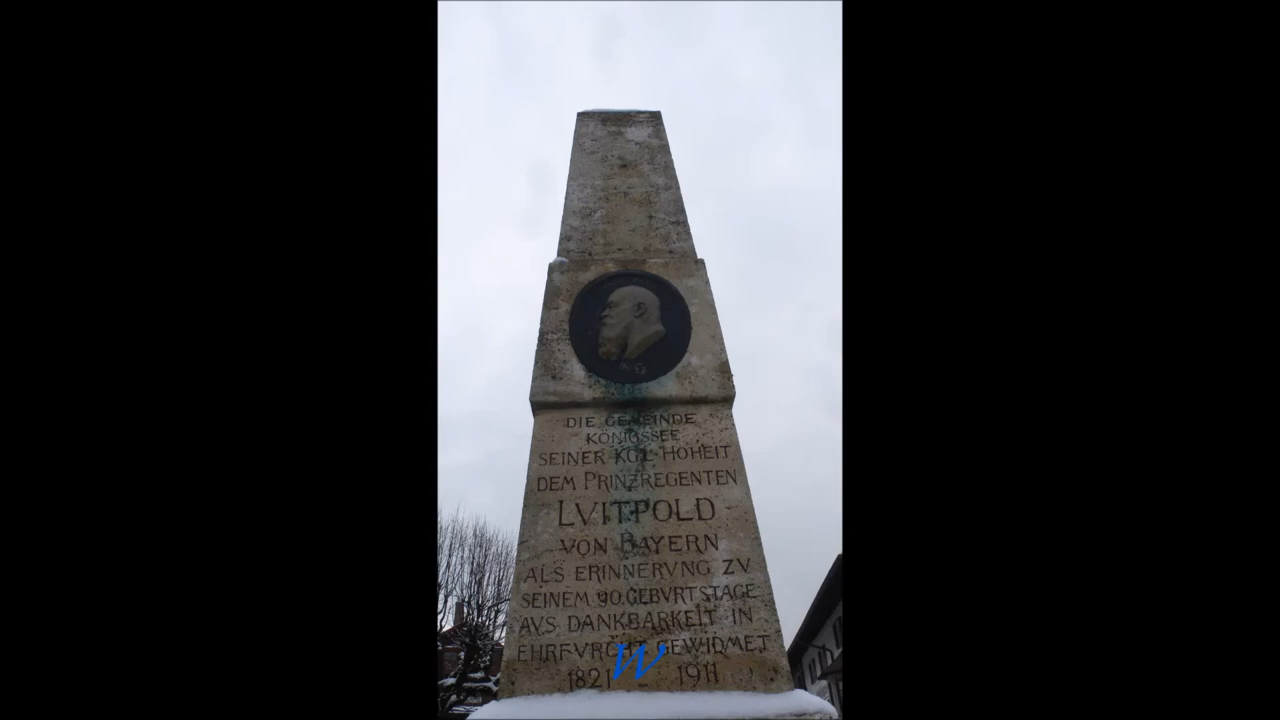 DIE GEMEINDE
KÖNIGSSEE
SEINER KGL HOHEIT
DEM PRINZREGENTEN
LVITPOLD
VON BAYERN
ALS ERINNERVNG ZV
SEINEM 90. GEBVRTSTAGE
AVS DANKBARKEIT IN
EHRFVRCHT GEWIDMET
1821 – 1911
W